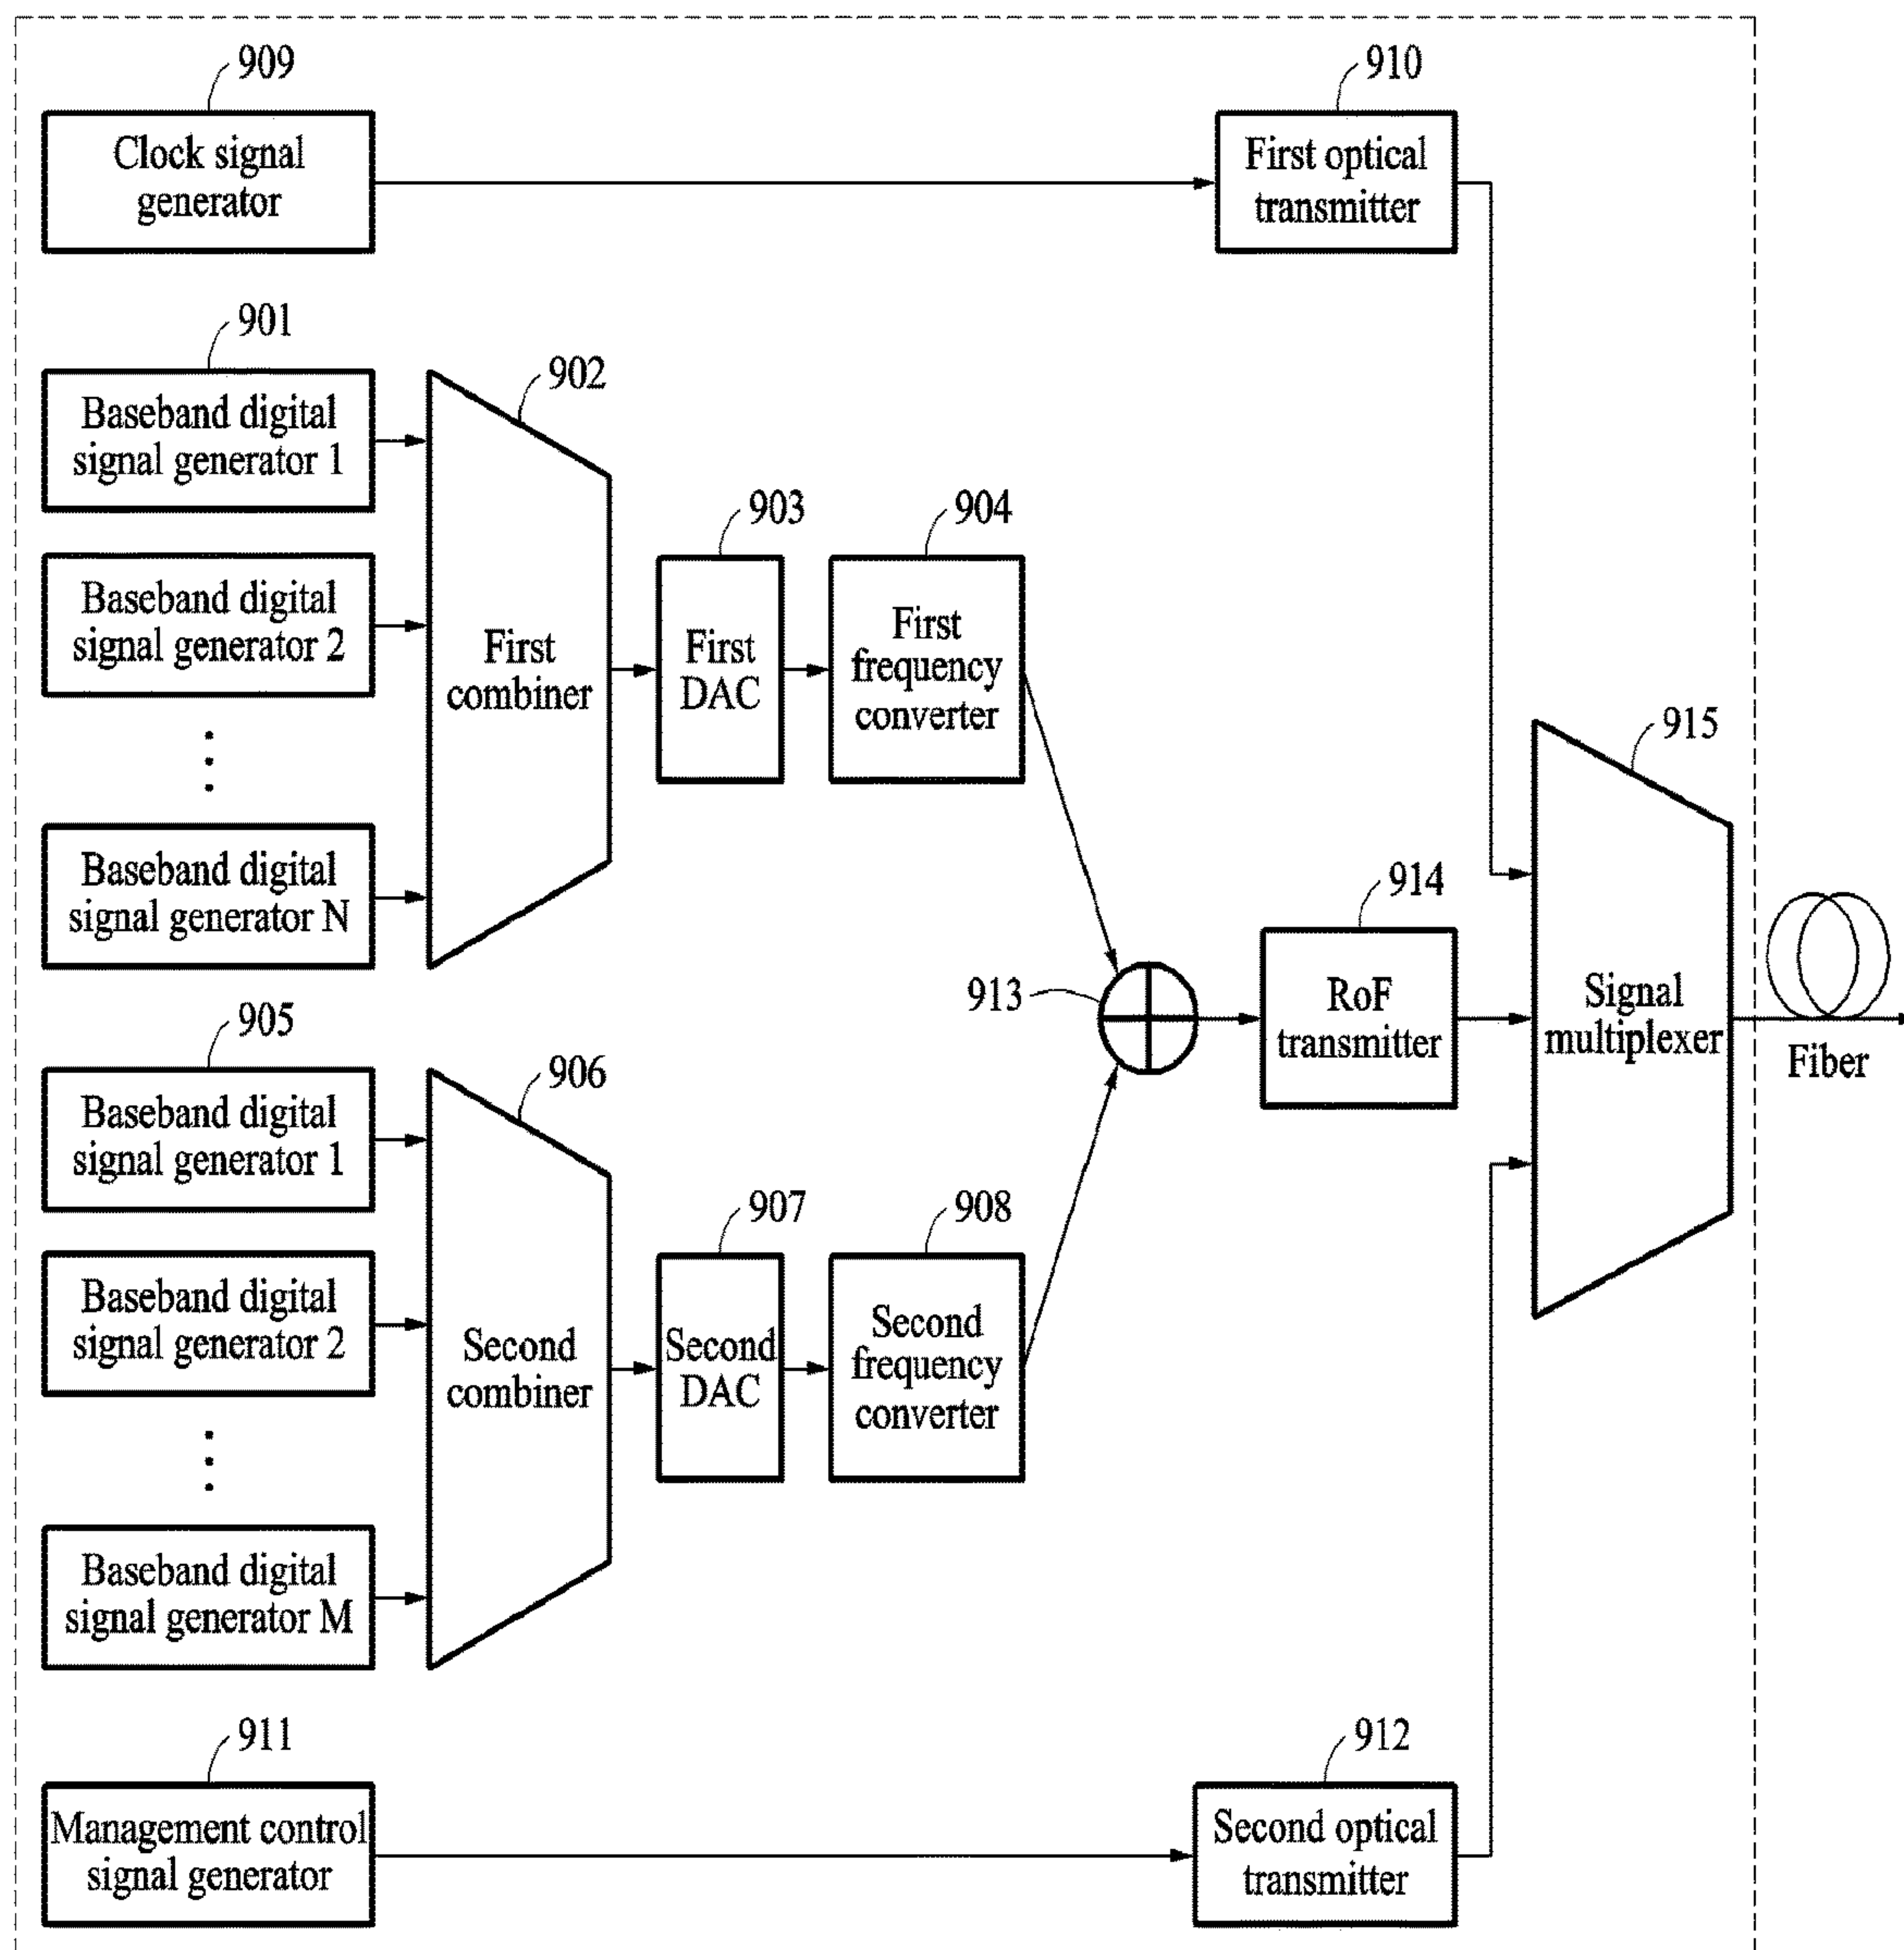 909
Clock signal
generator
910
First optical
transmitter
901
Baseband digital
signal generator 1
Baseband digital
signal generator 2
Baseband digital
signal generator N
902
First
combiner
903
First
DAC
904
First
frequency
converter
905
Baseband digital
signal generator 1
Baseband digital
signal generator 2
Baseband digital
signal generator M
906
Second
combiner
907
Second
DAC
908
Second
frequency
converter
913
914
RoF
transmitter
915
Signal
multiplexer
Fiber
911
Management control
signal generator
912
Second optical
transmitter